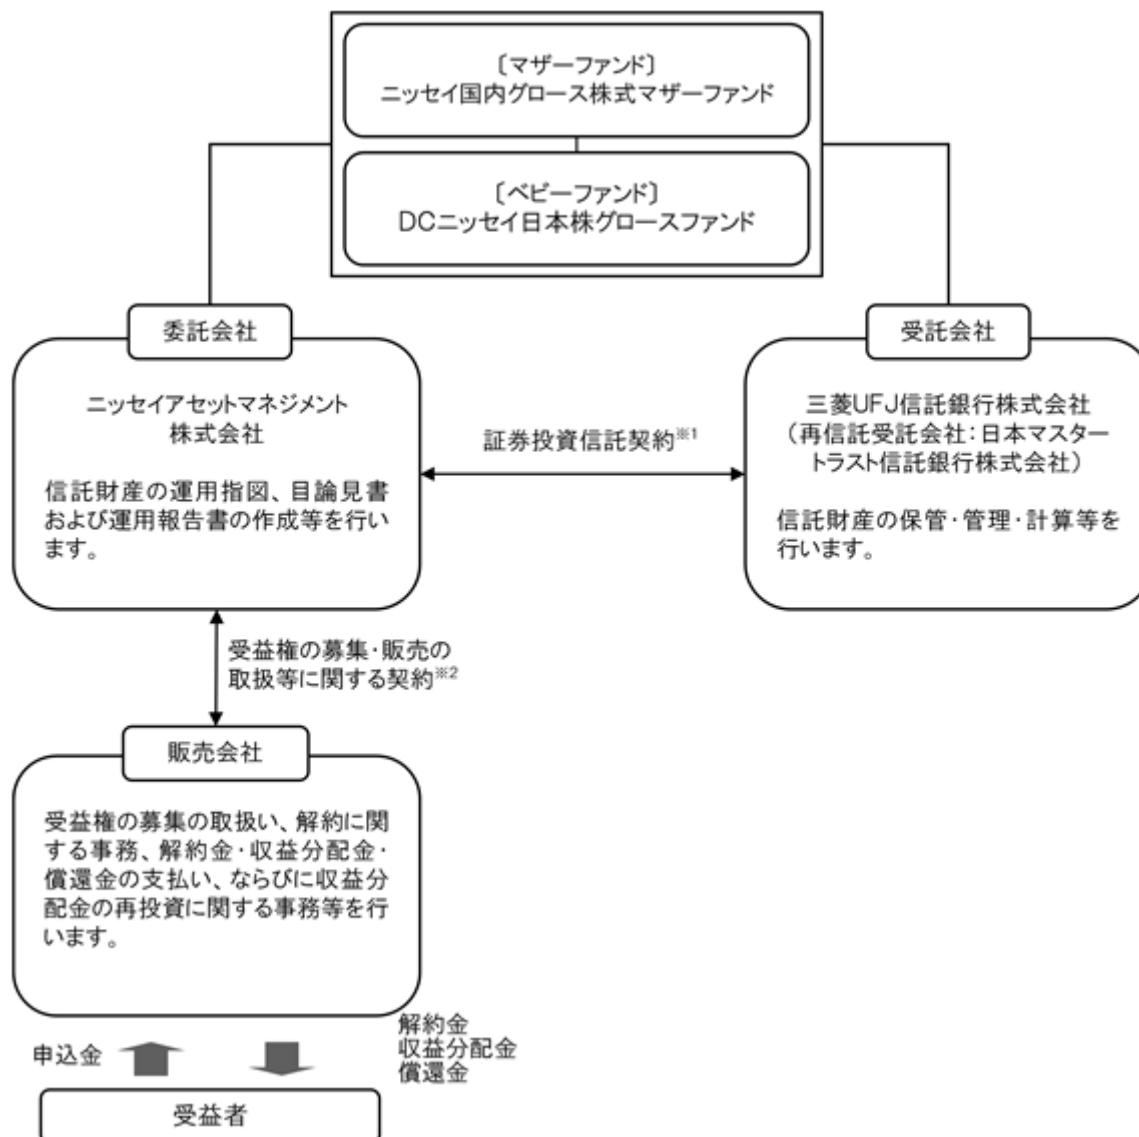 〔マザーファンド〕
ニッセイ国内グロース株式マザーファンド
〔ベビーファンド〕
DCニッセイ日本株グロースファンド
委託会社
ニッセイアセットマネジメント
株式会社
信託財産の運用指図、目論見書
および運用報告書の作成等を行い
ます。
証券投資信託契約※1
受託会社
三菱UFJ信託銀行株式会社
（再信託受託会社：日本マスター
トラスト信託銀行株式会社）
信託財産の保管・管理・計算等を
行います。
受益権の募集・販売の
取扱等に関する契約※2
販売会社
受益権の募集の取扱い、解約に関
する事務、解約金・収益分配金・
償還金の支払い、ならびに収益分
配金の再投資に関する事務等を行
います。
申込金
解約金
収益分配金
償還金
受益者